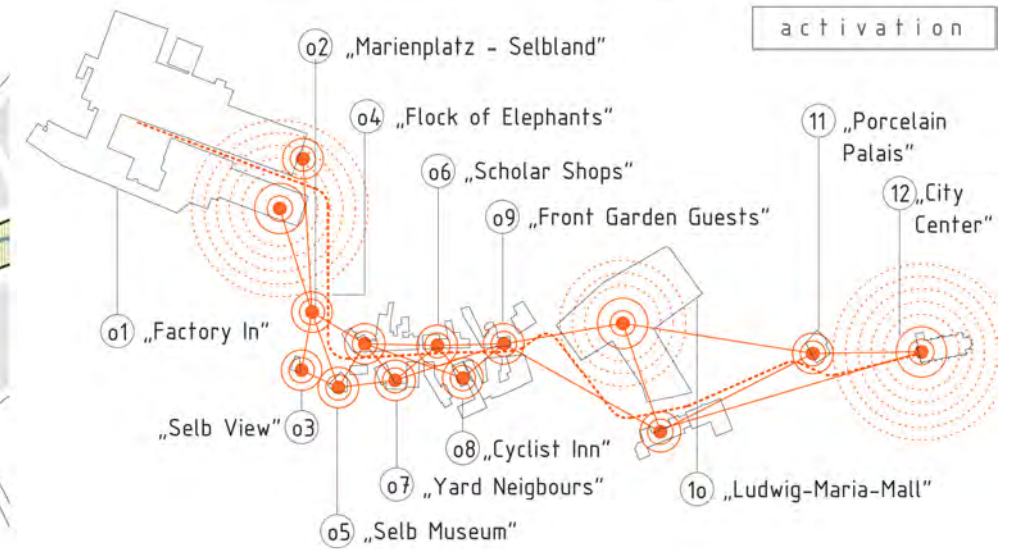 activation
o2 „Marienplatz - Selbland"
o4 „Flock of Elephants"
o6 „Scholar Shops"
o9 „Front Garden Guests"
11 „Porcelain
Palais"
12 „City
Center"
o1 „Factory In"
„Selb View" o3
o8 „Cyclist Inn"
o7 „Yard Neigbours"
1o „Ludwig-Maria-Mall"
o5 „Selb Museum"